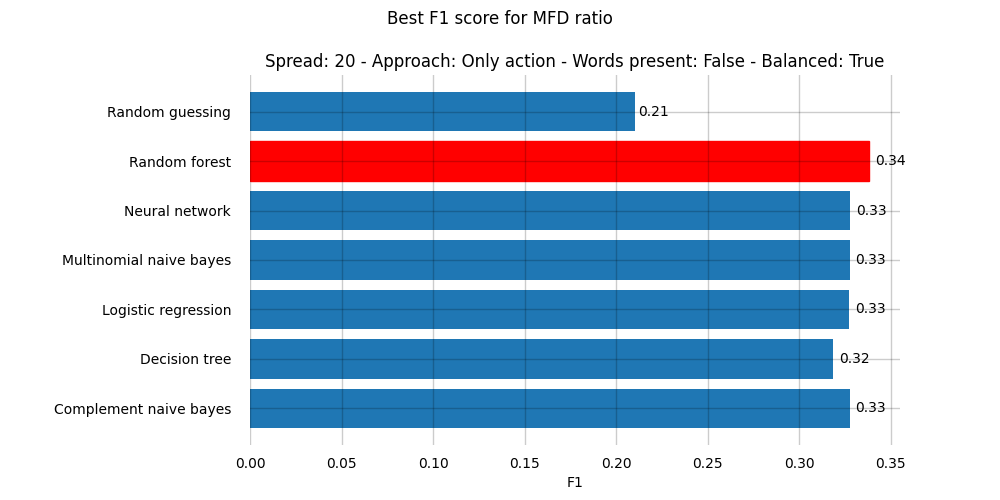 Best F1 score for MFD ratio
Spread: 20 - Approach: Only action - Words present: False - Balanced: True
Random guessing
0.21
Random forest
0.34
Neural network
0.33
Multinomial naive bayes
0.33
Logistic regression
0.33
Decision tree
0.32
Complement naive bayes
0.33
0.00 0.05 0.10 0.15 0.20 0.25 0.30 0.35
F1